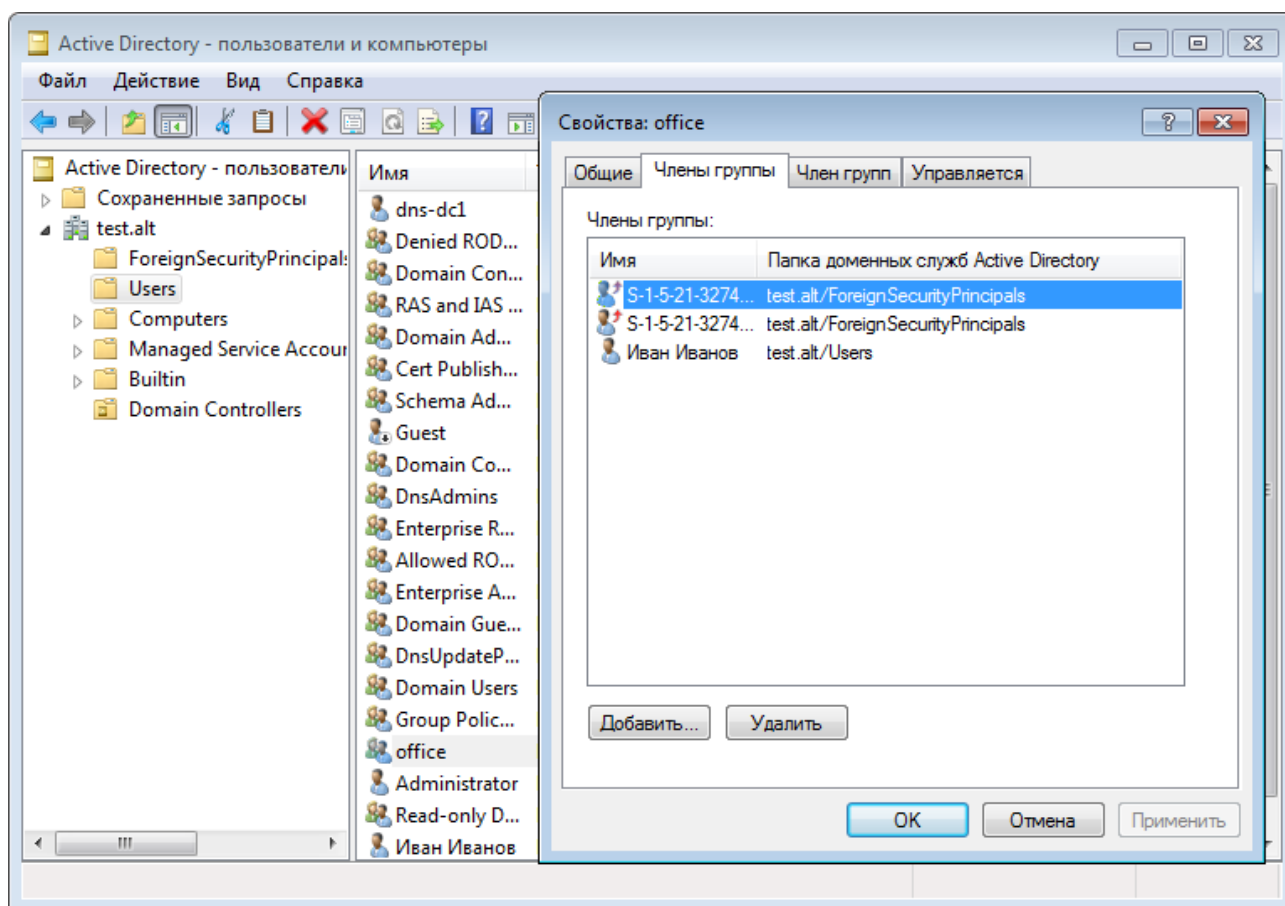 Active Directory - пользователи и компьютеры
Файл Действие Вид Справка
Active Directory - пользователь
Сохраненные запросы
test.alt
ForeignSecurityPrincipals
Users
Computers
Managed Service Accour
Builtin
Domain Controllers
Имя
dns-dc1
Denied ROD...
Domain Con...
RAS and IAS ...
Domain Ad...
Cert Publish...
Schema Ad...
Guest
Domain Co...
DnsAdmins
Enterprise R...
Allowed RO...
Enterprise A...
Domain Gue...
DnsUpdateP...
Domain Users
Group Polic...
office
Administrator
Read-only D...
Иван Иванов
Свойства: office
Общие Члены группы Член групп Управляется
Члены группы:
Имя Папка доменных служб Active Directory
S-1-5-21-3274... test.alt/ForeignSecurityPrincipals
S-1-5-21-3274... test.alt/ForeignSecurityPrincipals
Иван Иванов test.alt/Users
Добавить... Удалить
OK Отмена Применить